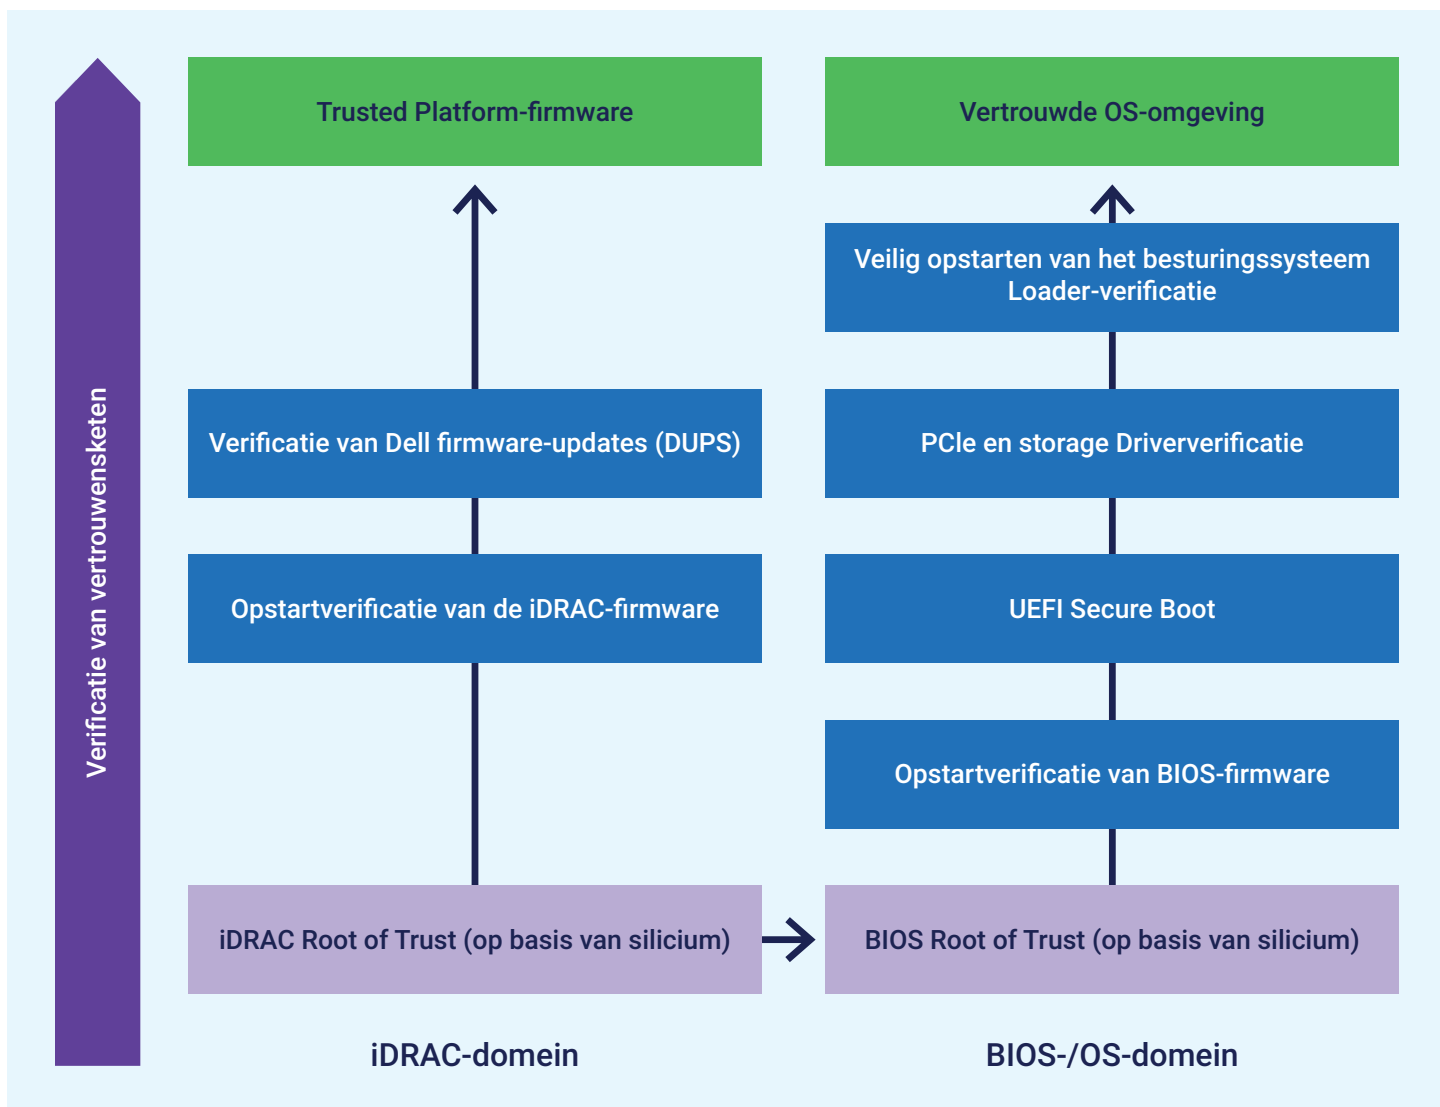 Verificatie van vertrouwensketen
Trusted Platform-firmware
Verificatie van Dell firmware-updates (DUPS)
Opstartverificatie van de iDRAC-firmware
iDRAC Root of Trust (op basis van silicium)
iDRAC-domein
Vertrouwde OS-omgeving
Veilig opstarten van het besturingssysteem
Loader-verificatie
PCIe en storage Driververificatie
UEFI Secure Boot
Opstartverificatie van BIOS-firmware
BIOS Root of Trust (op basis van silicium)
BIOS-/OS-domein